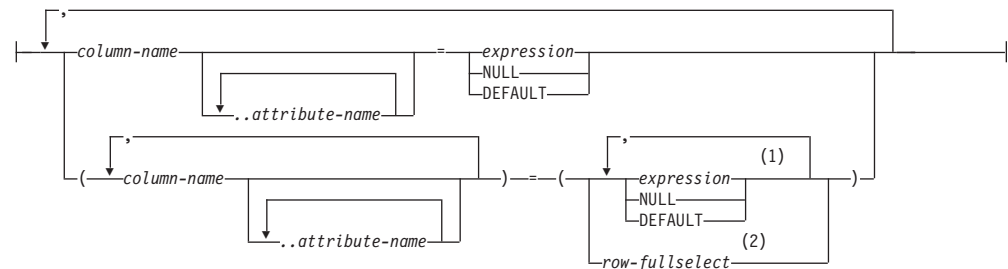 ,
column-name = expression
NULL
..attribute-name DEFAULT
, , (1)
( column-name ) = ( expression )
NULL
..attribute-name DEFAULT
(2)
row-fullselect